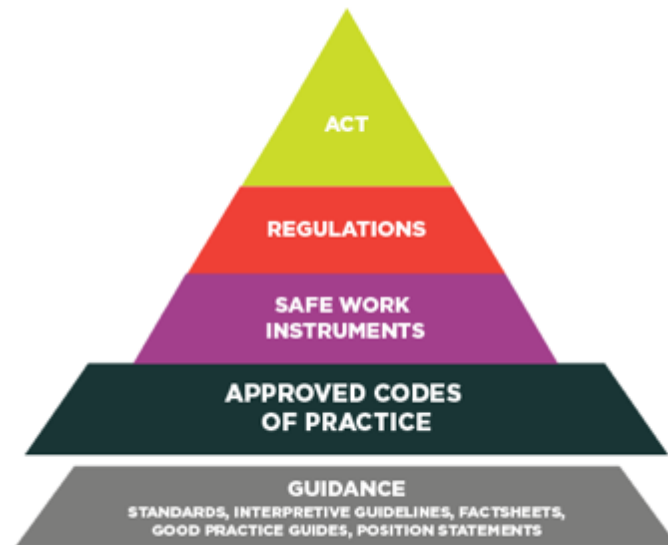 ACT
REGULATIONS
SAFE WORK
INSTRUMENTS
APPROVED CODES
OF PRACTICE
GUIDANCE
STANDARDS, INTERPRETIVE GUIDELINES, FACTSHEETS,
GOOD PRACTICE GUIDES, POSITION STATEMENTS